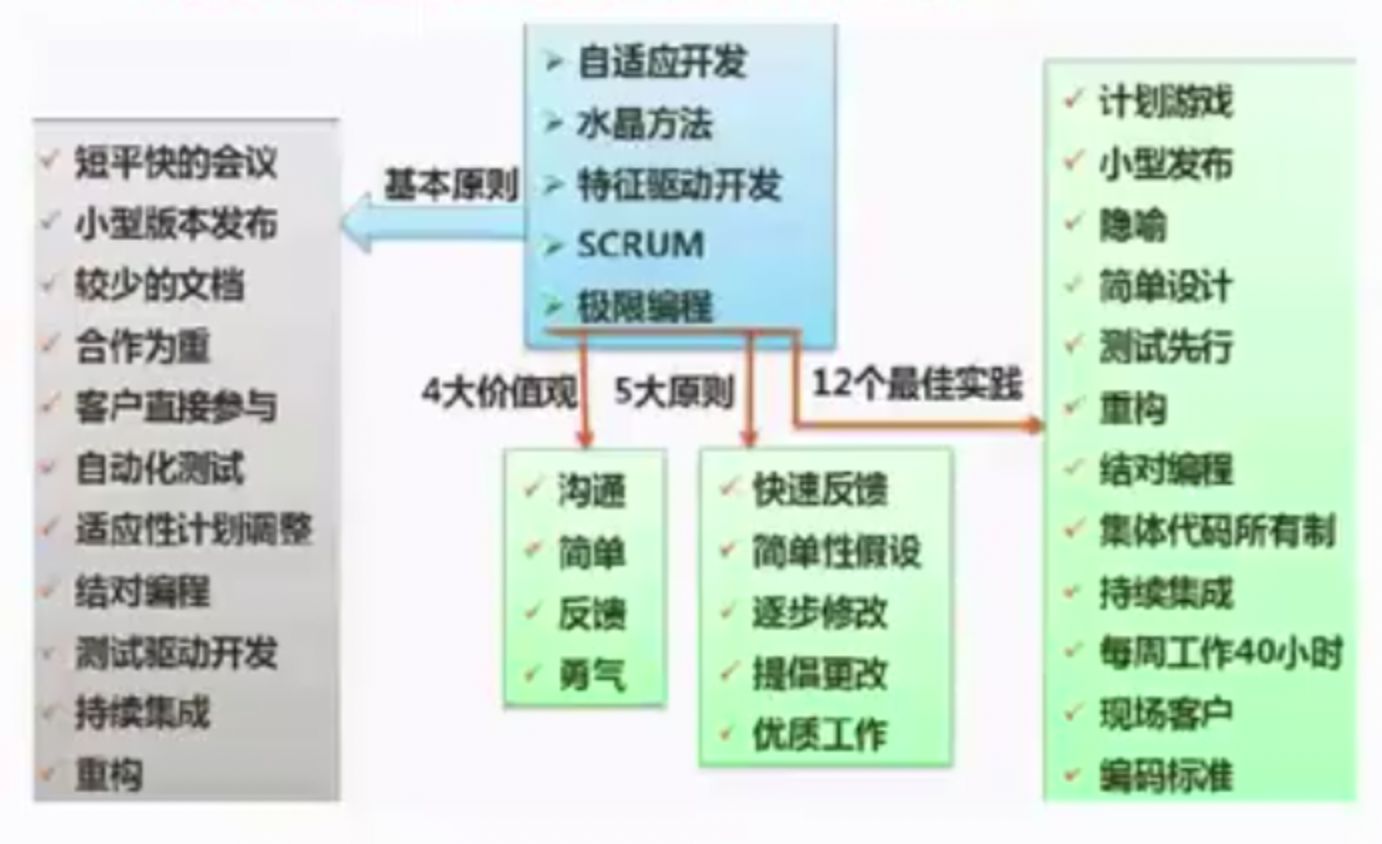 自适应开发
水晶方法
特征驱动开发
SCRUM
极限编程
基本原则
短平快的会议
小型版本发布
较少的文档
合作为重
客户直接参与
自动化测试
适应性计划调整
结对编程
测试驱动开发
持续集成
重构
4大价值观
沟通
简单
反馈
勇气
5大原则
快速反馈
简单性假设
逐步修改
提倡更改
优质工作
12个最佳实践
计划游戏
小型发布
隐喻
简单设计
测试先行
重构
结对编程
集体代码所有制
持续集成
每周工作40小时
现场客户
编码标准